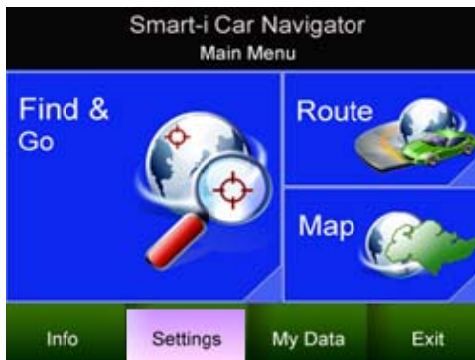 Smart-i Car Navigator
Main Menu
Find &
Go
Route
Map
Info
Settings
My Data
Exit